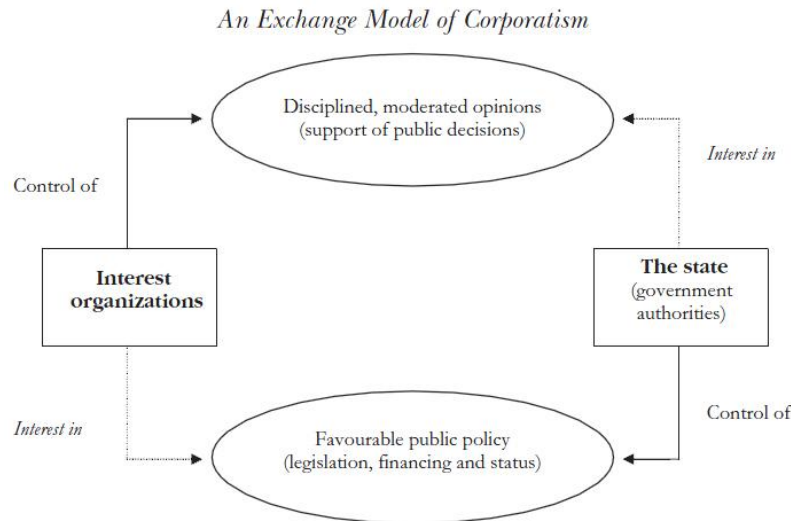 An Exchange Model of Corporatism
Disciplined, moderated opinions
(support of public decisions)
Interest in
Control of
Interest
organizations
The state
(government
authorities)
Interest in
Control of
Favourable public policy
(legislation, financing and status)